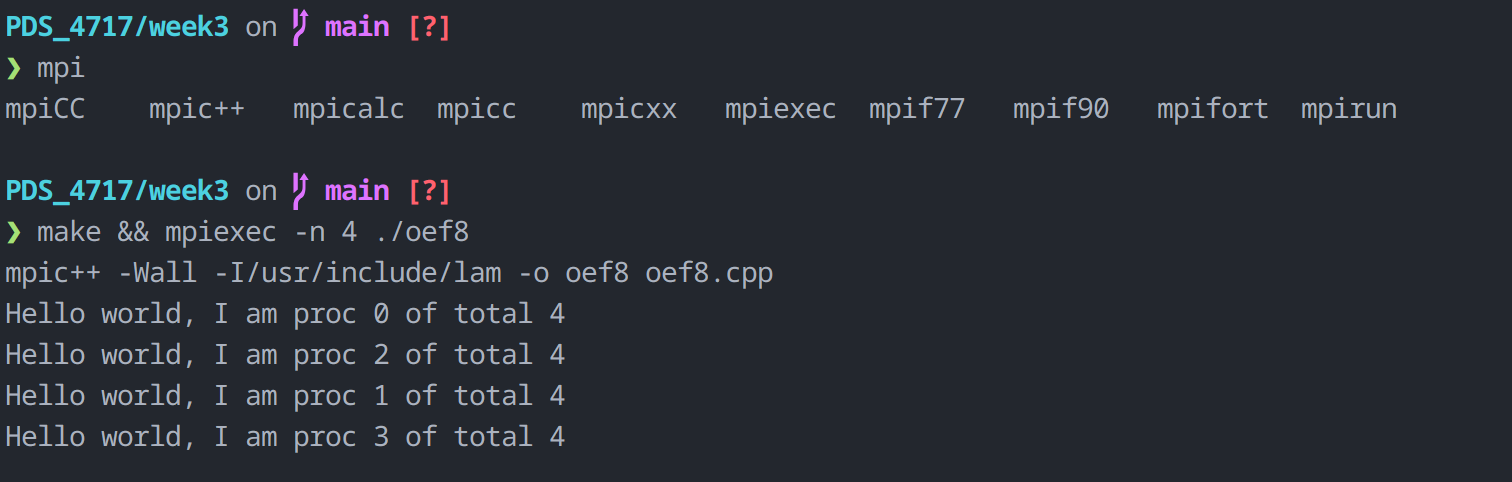 PDS_4717/week3 on main [?]
❯ mpi
mpiCC mpic++ mpicalc mpicc mpicxx mpiexec mpif77 mpif90 mpifort mpirun
PDS_4717/week3 on main [?]
❯ make && mpiexec -n 4 ./oef8
mpic++ -Wall -I/usr/include/lam -o oef8 oef8.cpp
Hello world, I am proc 0 of total 4
Hello world, I am proc 2 of total 4
Hello world, I am proc 1 of total 4
Hello world, I am proc 3 of total 4